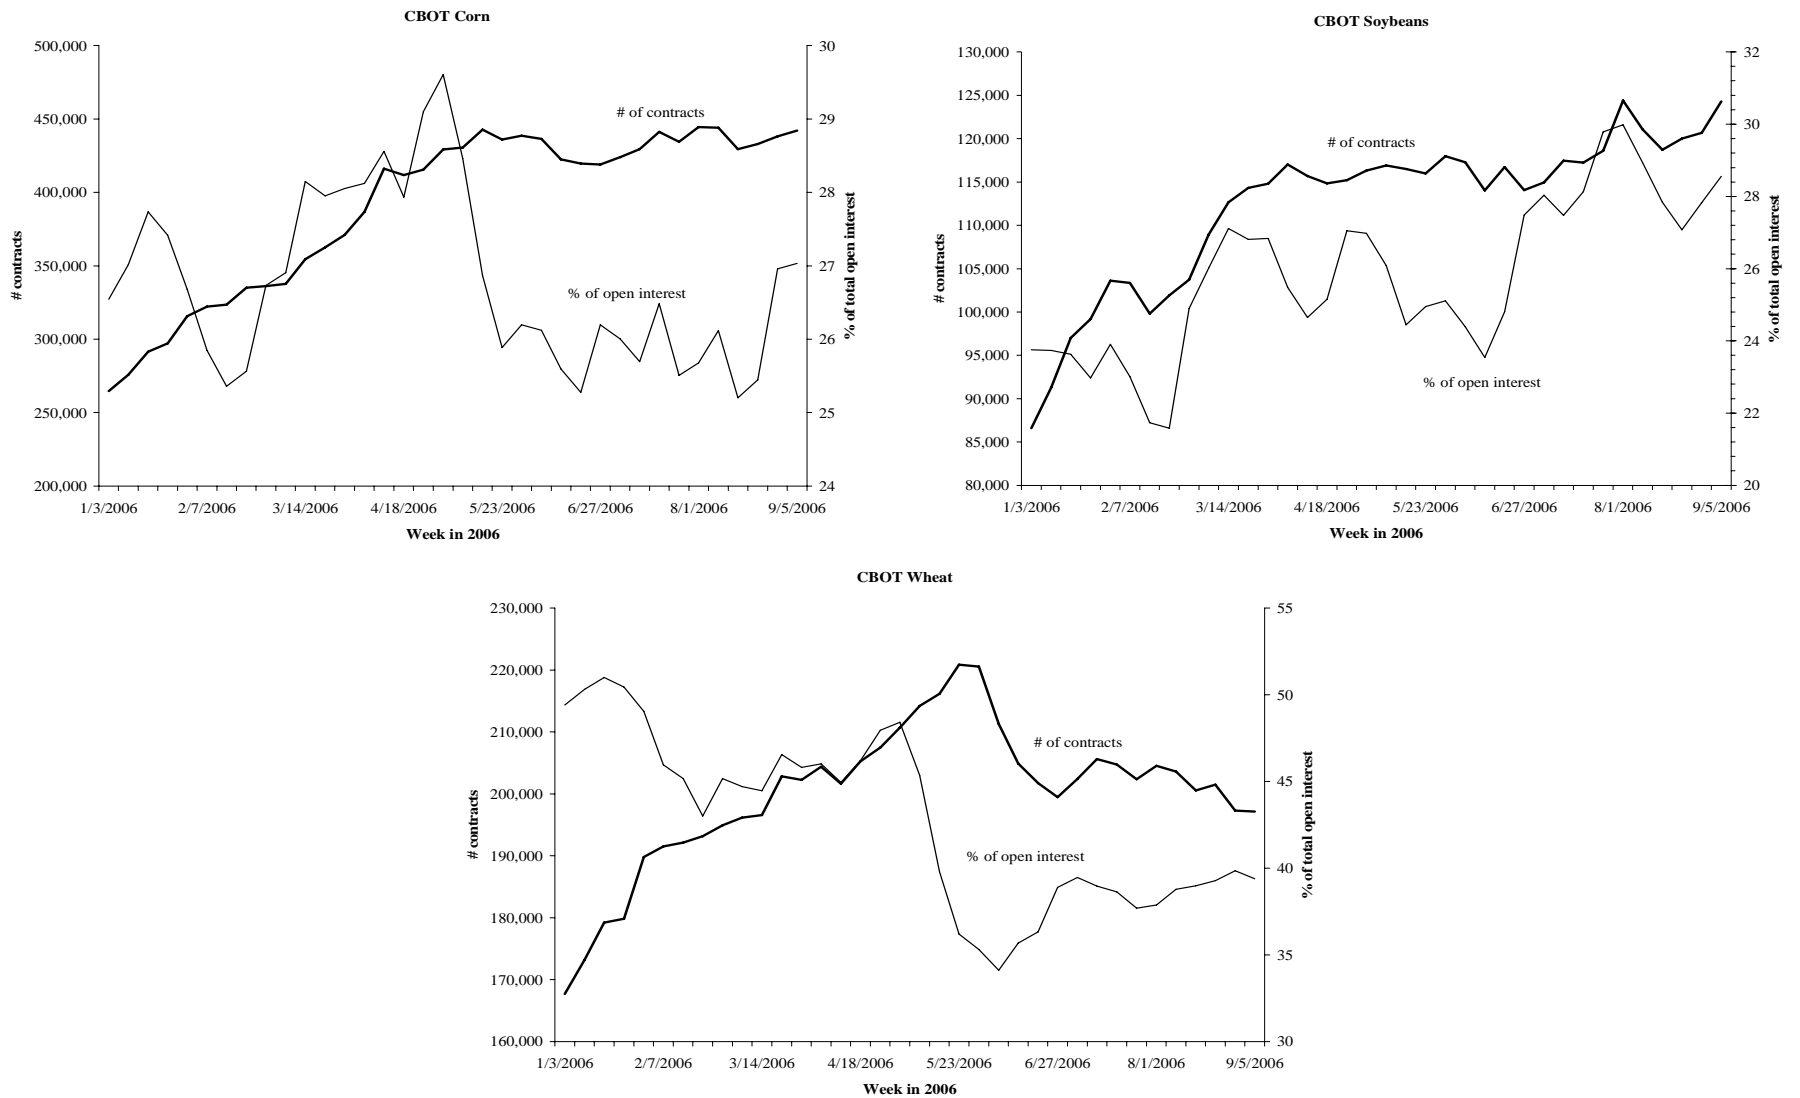 CBOT Corn
500,000
450,000
400,000
350,000
300,000
250,000
200,000
# contracts
30
29
28
27
26
25
24
% of total open interest
# of contracts
% of open interest
1/3/2006 2/7/2006 3/14/2006 4/18/2006 5/23/2006 6/27/2006 8/1/2006 9/5/2006
Week in 2006
CBOT Soybeans
130,000
125,000
120,000
115,000
110,000
105,000
100,000
95,000
90,000
85,000
80,000
# contracts
32
30
28
26
24
22
20
% of total open interest
# of contracts
% of open interest
1/3/2006 2/7/2006 3/14/2006 4/18/2006 5/23/2006 6/27/2006 8/1/2006 9/5/2006
Week in 2006
CBOT Wheat
230,000
220,000
210,000
200,000
190,000
180,000
170,000
160,000
# contracts
55
50
45
40
35
30
% of total open interest
# of contracts
% of open interest
1/3/2006 2/7/2006 3/14/2006 4/18/2006 5/23/2006 6/27/2006 8/1/2006 9/5/2006
Week in 2006